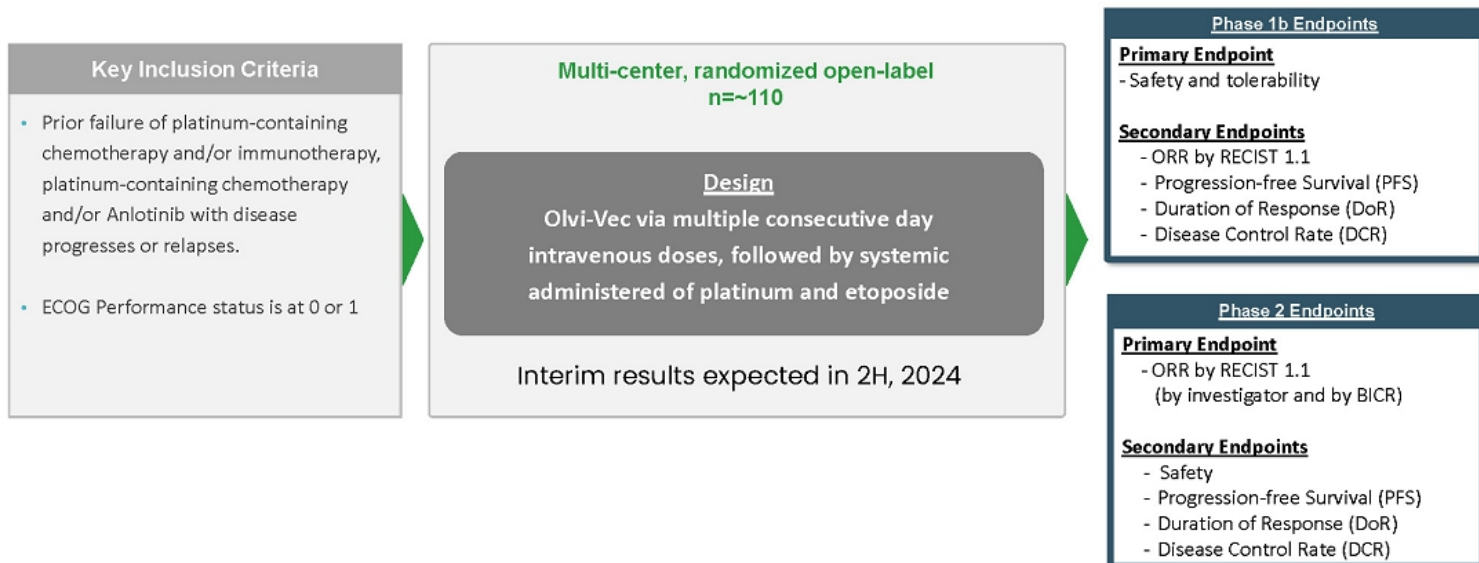 Key Inclusion Criteria
• Prior failure of platinum-containing
chemotherapy and/or immunotherapy,
platinum-containing chemotherapy
and/or Anlotinib with disease
progresses or relapses.
• ECOG Performance status is at 0 or 1
Multi-center, randomized open-label
n=~110
Design
Olvi-Vec via multiple consecutive day
intravenous doses, followed by systemic
administered of platinum and etoposide
Interim results expected in 2H, 2024
Phase 1b Endpoints
Primary Endpoint
- Safety and tolerability
Secondary Endpoints
- ORR by RECIST 1.1
- Progression-free Survival (PFS)
- Duration of Response (DoR)
- Disease Control Rate (DCR)
Phase 2 Endpoints
Primary Endpoint
- ORR by RECIST 1.1
(by investigator and by BICR)
Secondary Endpoints
- Safety
- Progression-free Survival (PFS)
- Duration of Response (DoR)
- Disease Control Rate (DCR)